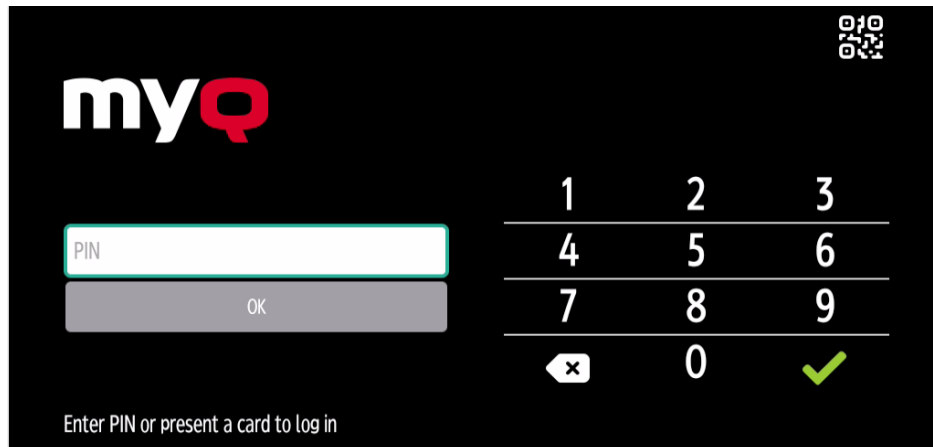 myQ
PIN
OK
1 2 3
4 5 6
7 8 9
0
Enter PIN or present a card to log in